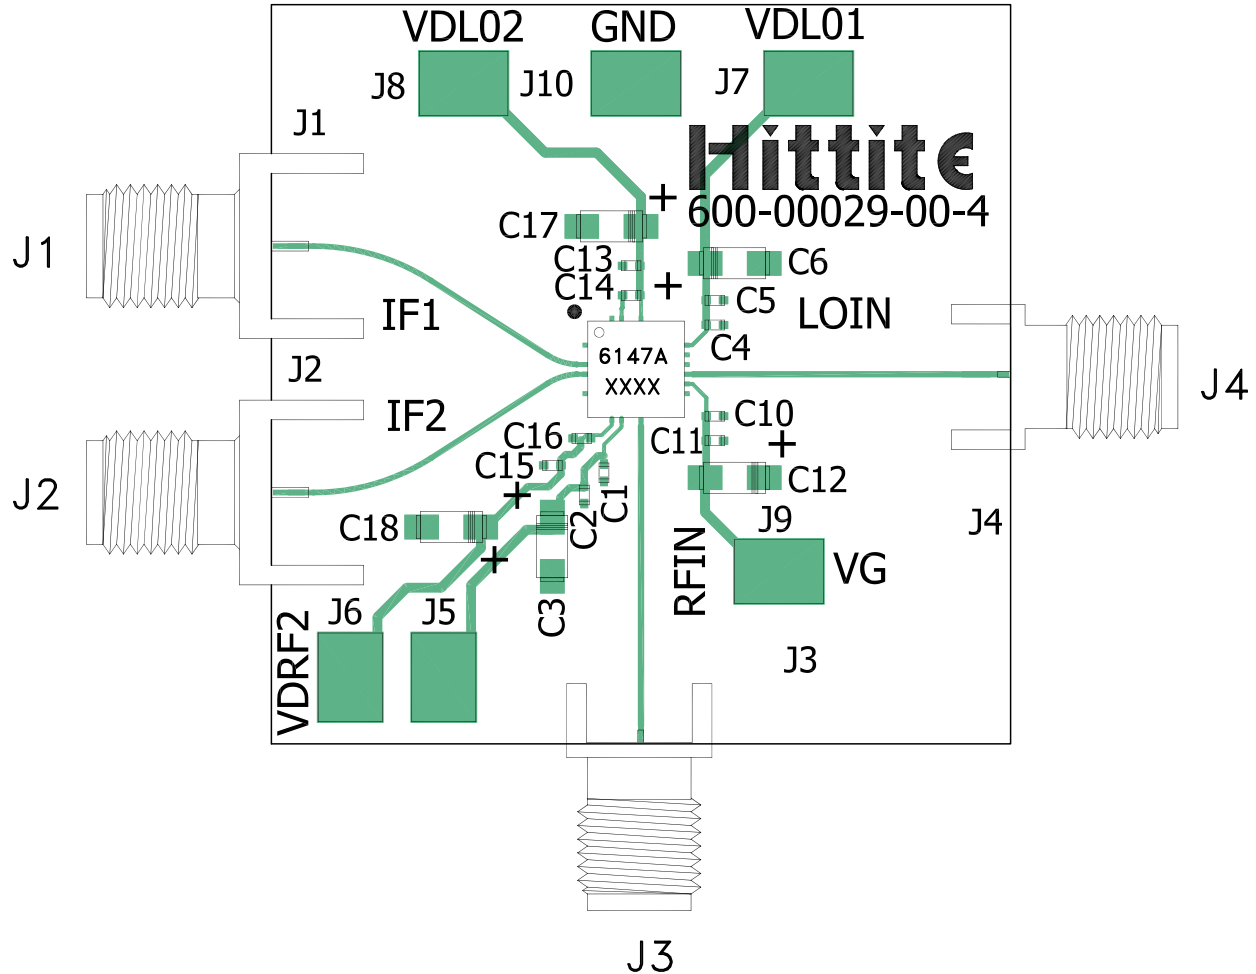 VDL02 GND VDL01
J8 J10 J7
J1
Hittite
600-00029-00-4
C17
C13
C14
C6
C5
C4
J1
IF1
LOIN
J2
6147A
XXXX
J4
IF2
C16
C15
C10
C11
C12
J2
C18
C2
C1
J9
J4
RFIN
VG
C3
J6 J5
VDRF2
J3
J3